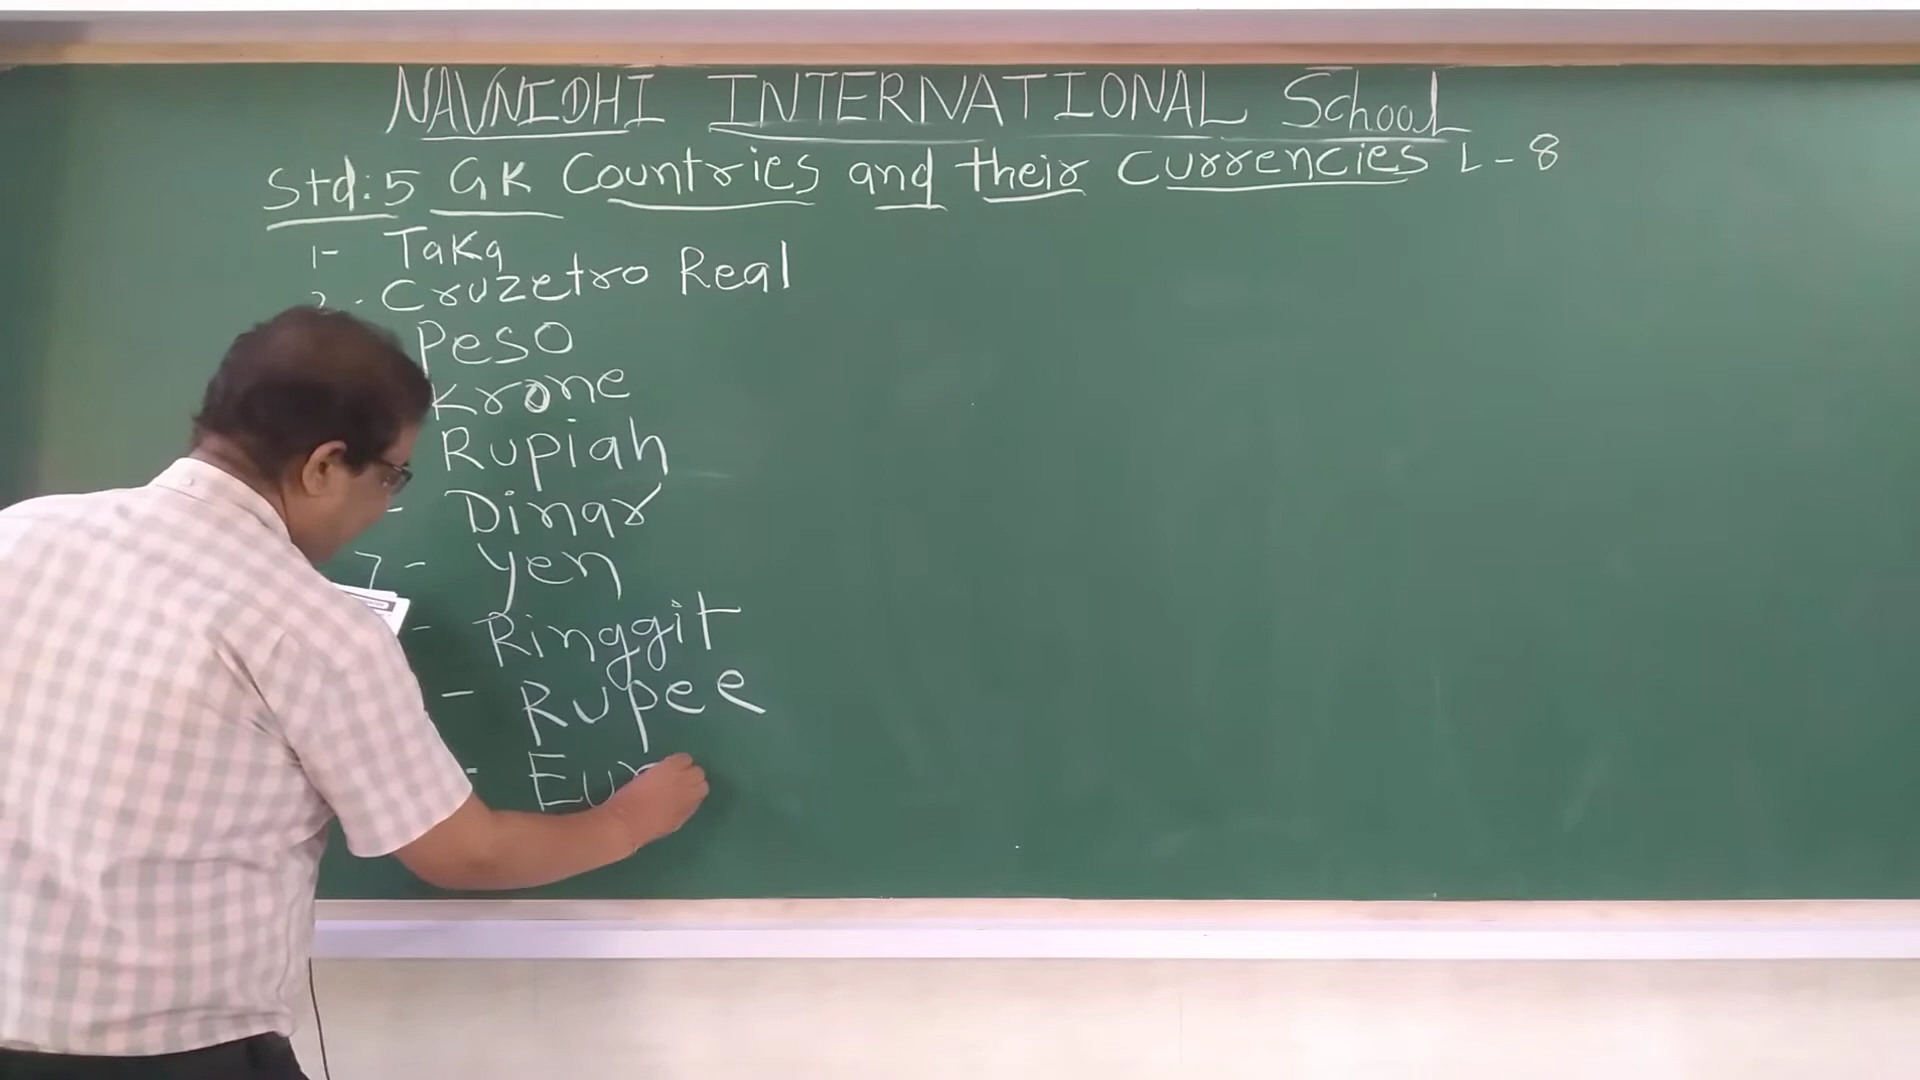 NAVNIDHI INTERNATIONAL School
Std:5 GK Countries and their Currencies L-8
1- Taka
2- Cruzetro Real
Peso
Krone
Rupiah
- Dinar
7- Yen
- Ringgit
- Rupee
- Eur